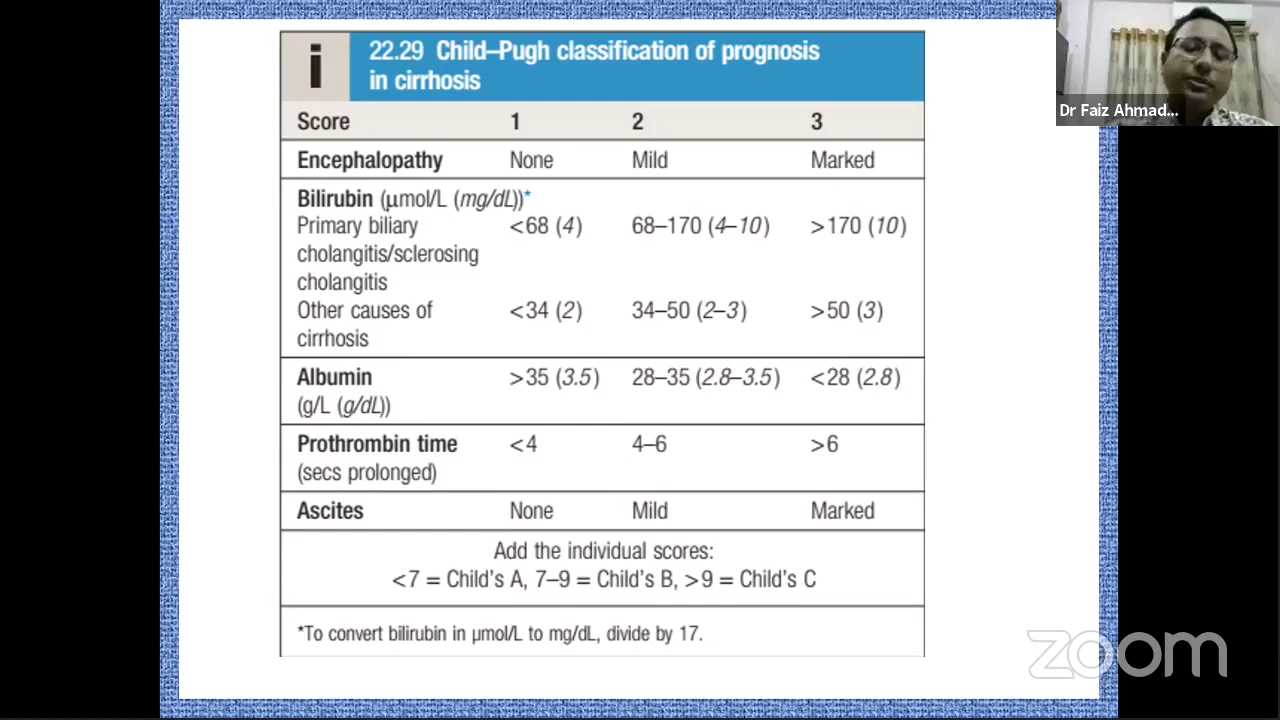 i
22.29 Child–Pugh classification of prognosis
in cirrhosis
Score 1 2 3
Encephalopathy None Mild Marked
Bilirubin (μmol/L (mg/dL))*
Primary biliary <68 (4) 68–170 (4–10) >170 (10)
cholangitis/sclerosing
cholangitis
Other causes of <34 (2) 34–50 (2–3) >50 (3)
cirrhosis
Albumin >35 (3.5) 28–35 (2.8–3.5) <28 (2.8)
(g/L (g/dL))
Prothrombin time <4 4–6 >6
(secs prolonged)
Ascites None Mild Marked
Add the individual scores:
<7 = Child's A, 7–9 = Child's B, >9 = Child's C
*To convert bilirubin in μmol/L to mg/dL, divide by 17.
Dr Faiz Ahmad...
zoom